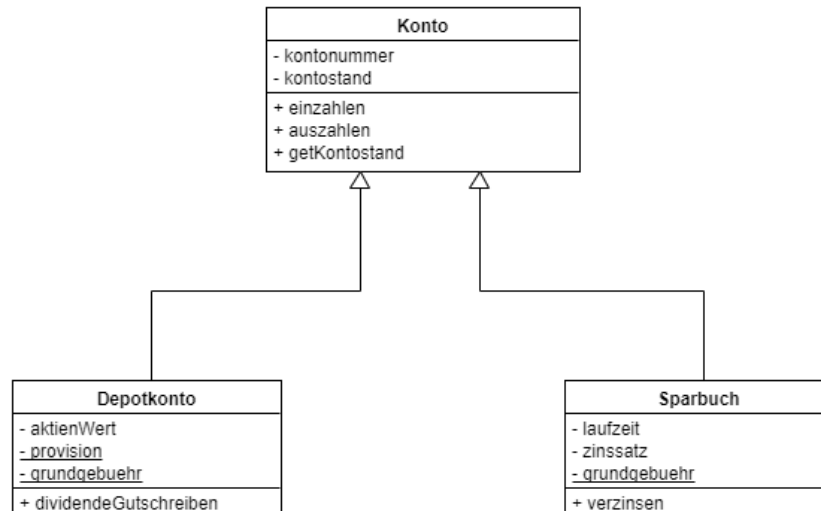 Konto
- kontonummer
- kontostand
+ einzahlen
+ auszahlen
+ getKontostand
Depotkonto
- aktienWert
- provision
- grundgebuehr
+ dividendeGutschreiben
Sparbuch
- laufzeit
- zinssatz
- grundgebuehr
+ verzinsen